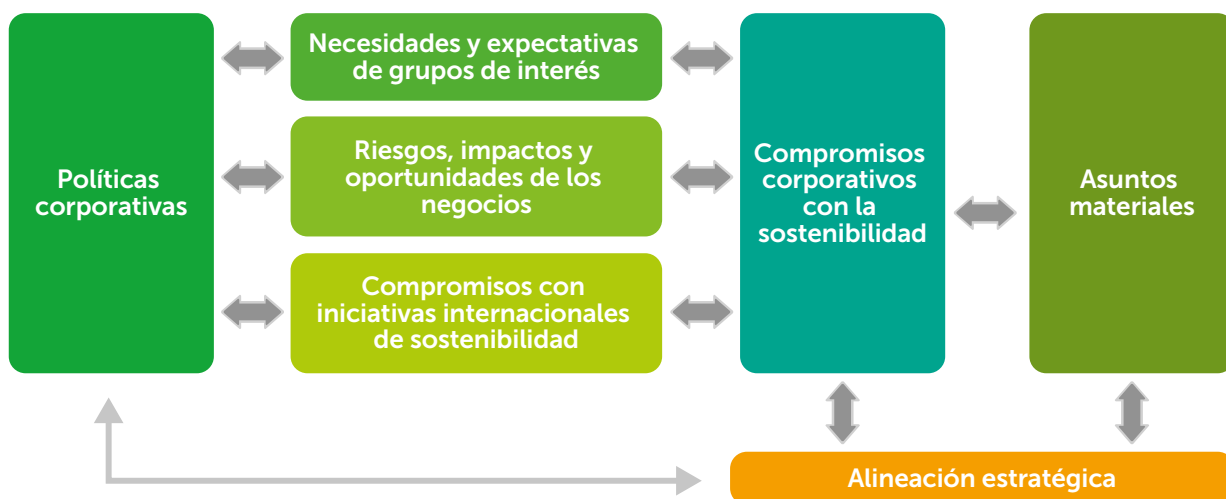 Políticas
corporativas
Necesidades y expectativas
de grupos de interés
Riesgos, impactos y
oportunidades de los
negocios
Compromisos con
iniciativas internacionales
de sostenibilidad
Compromisos
corporativos
con la
sostenibilidad
Asuntos
materiales
Alineación estratégica